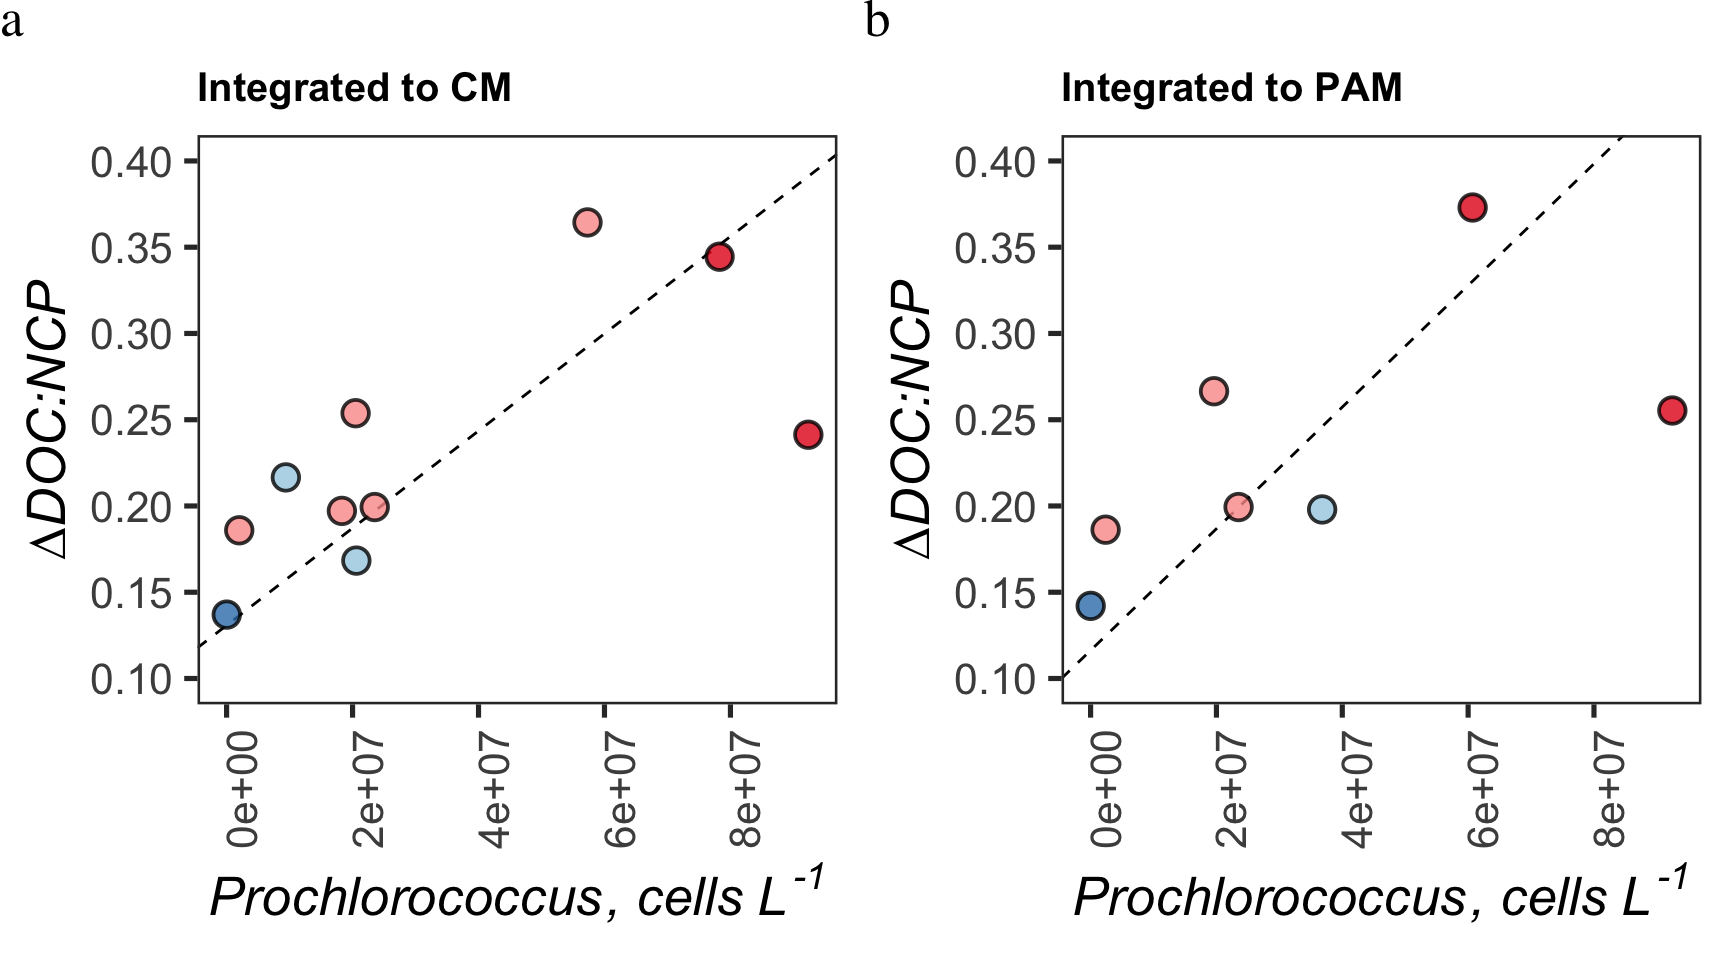 a
Integrated to CM
0.40
0.35
0.30
0.25
0.20
0.15
0.10
ΔDOC:NCP
0e+00
2e+07
4e+07
6e+07
8e+07
Prochlorococcus, cells L⁻¹
b
Integrated to PAM
0.40
0.35
0.30
0.25
0.20
0.15
0.10
ΔDOC:NCP
0e+00
2e+07
4e+07
6e+07
8e+07
Prochlorococcus, cells L⁻¹